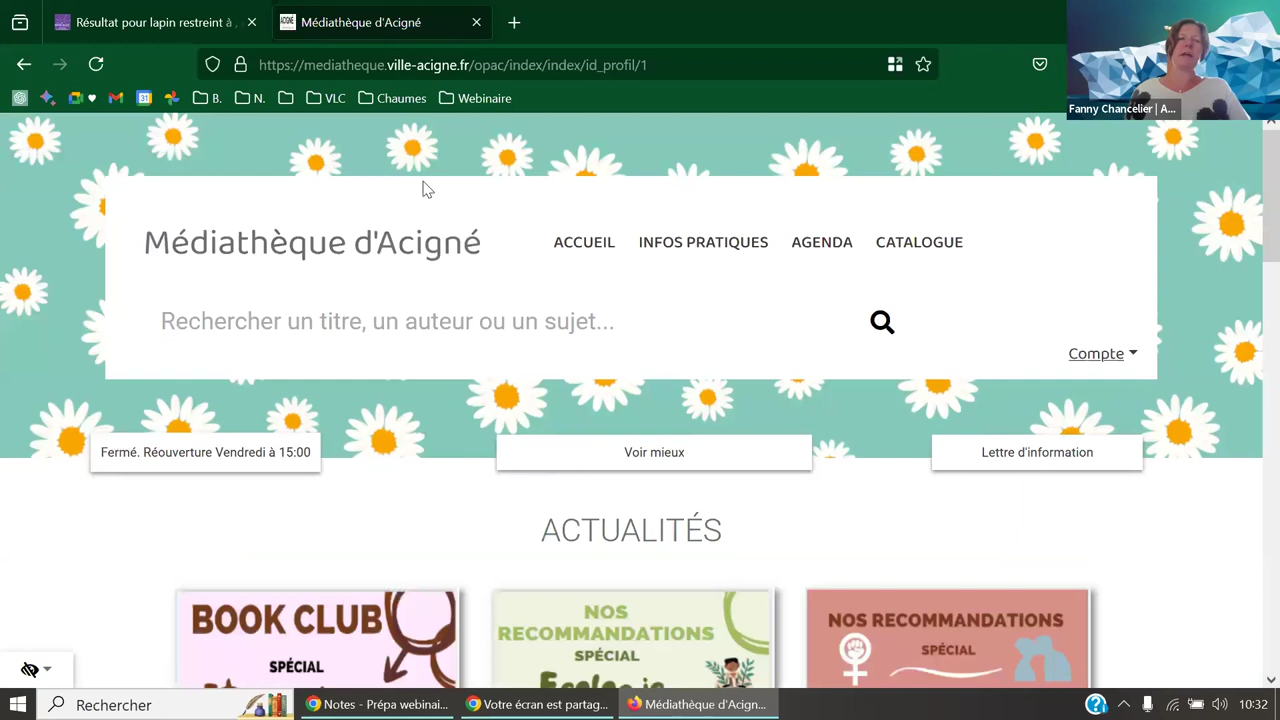 Résultat pour lapin restreint à
Médiathèque d'Acigné
https://mediatheque.ville-acigne.fr/opac/index/index/id_profil/1
B.
N.
VLC
Chaumes
Webinaire
Fanny Chancelier | A...
Médiathèque d'Acigné
ACCUEIL
INFOS PRATIQUES
AGENDA
CATALOGUE
Rechercher un titre, un auteur ou un sujet...
Compte
Fermé. Réouverture Vendredi à 15:00
Voir mieux
Lettre d'information
ACTUALITÉS
BOOK CLUB
SPÉCIAL
NOS
RECOMMANDATIONS
SPÉCIAL
Ecologie
NOS RECOMMANDATIONS
SPÉCIAL
Rechercher
Notes - Prépa webinai...
Votre écran est partag...
Médiathèque d'Acign...
10:32